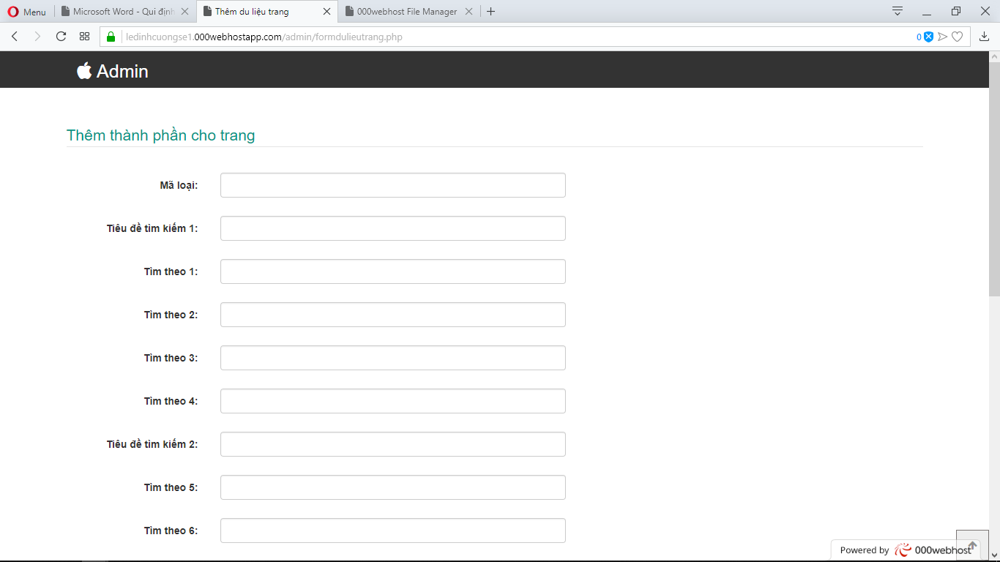 Menu
Microsoft Word - Qui định
Thêm du liệu trang
000webhost File Manager
ledinhcuongse1.000webhostapp.com/admin/formdulieutrang.php
0
Admin
Thêm thành phần cho trang
Mã loại:
Tiêu đề tìm kiếm 1:
Tìm theo 1:
Tìm theo 2:
Tìm theo 3:
Tìm theo 4:
Tiêu đề tìm kiếm 2:
Tìm theo 5:
Tìm theo 6:
Powered by 000webhost